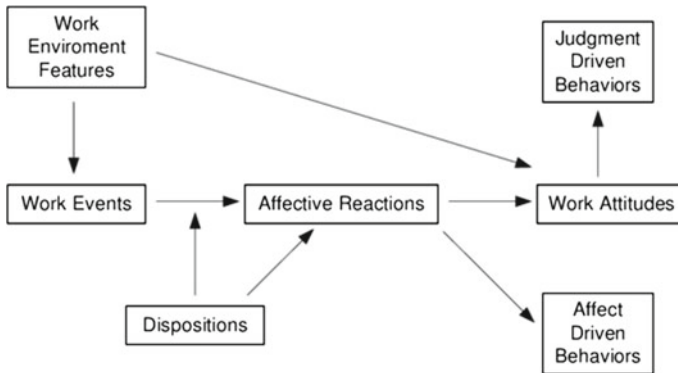 Work
Enviroment
Features
Judgment
Driven
Behaviors
Work Events
Affective Reactions
Work Attitudes
Dispositions
Affect
Driven
Behaviors